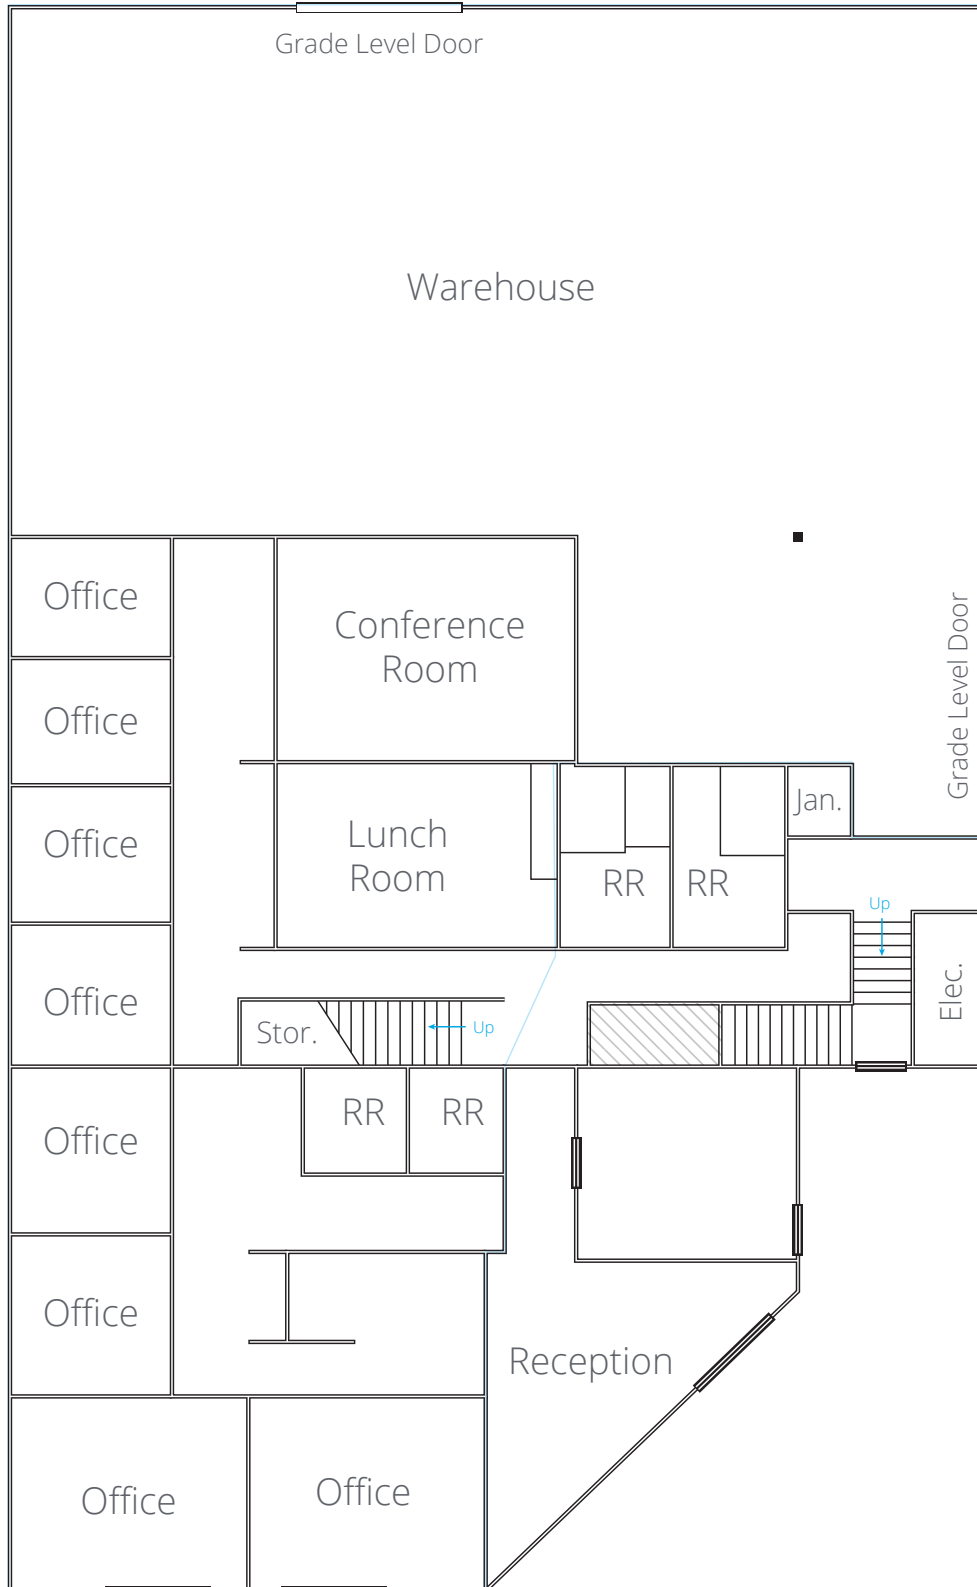 Grade Level Door
Warehouse
Office
Conference
Room
Grade Level Door
Office
Jan.
Office
Lunch
Room
RR
RR
Up
Office
Stor.
Up
Elec.
Office
RR
RR
Office
Reception
Office
Office